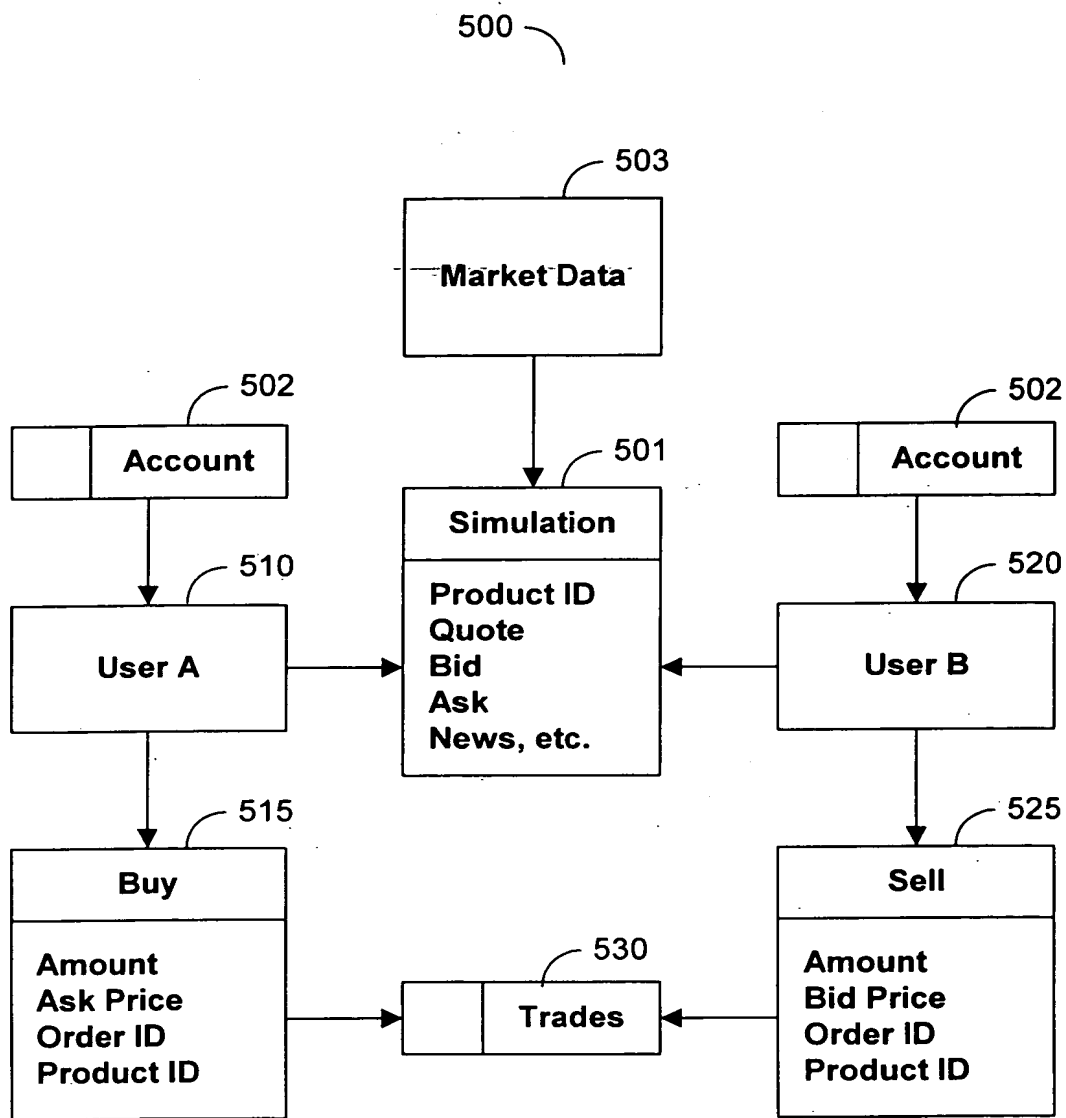 500
503
Market Data
502
Account
502
Account
501
Simulation
Product ID
Quote
Bid
Ask
News, etc.
510
User A
520
User B
515
Buy
Amount
Ask Price
Order ID
Product ID
525
Sell
Amount
Bid Price
Order ID
Product ID
530
Trades